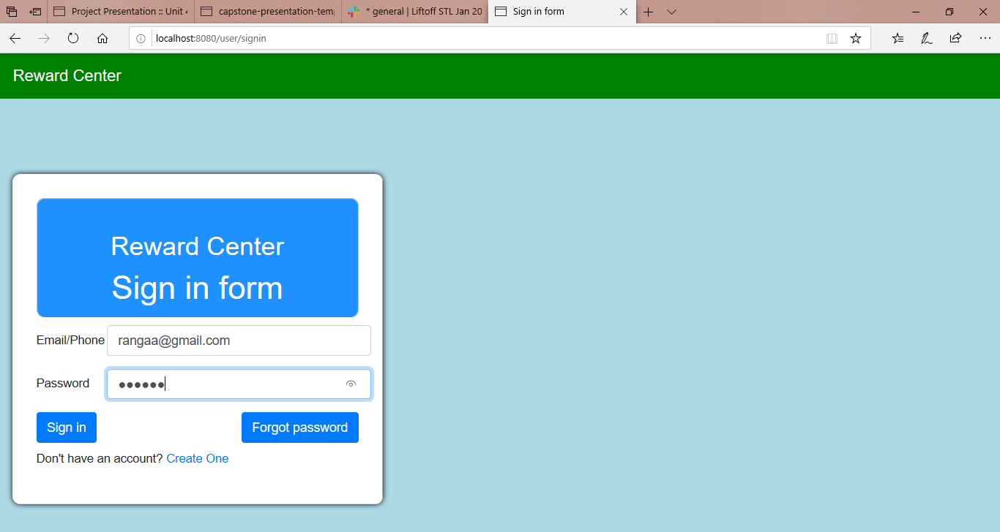 Project Presentation :: Unit
capstone-presentation-temp
* general | Liftoff STL Jan 20
Sign in form
localhost:8080/user/signin
Reward Center
Reward Center
Sign in form
Email/Phone rangaa@gmail.com
Password ●●●●●●
Sign in Forgot password
Don't have an account? Create One